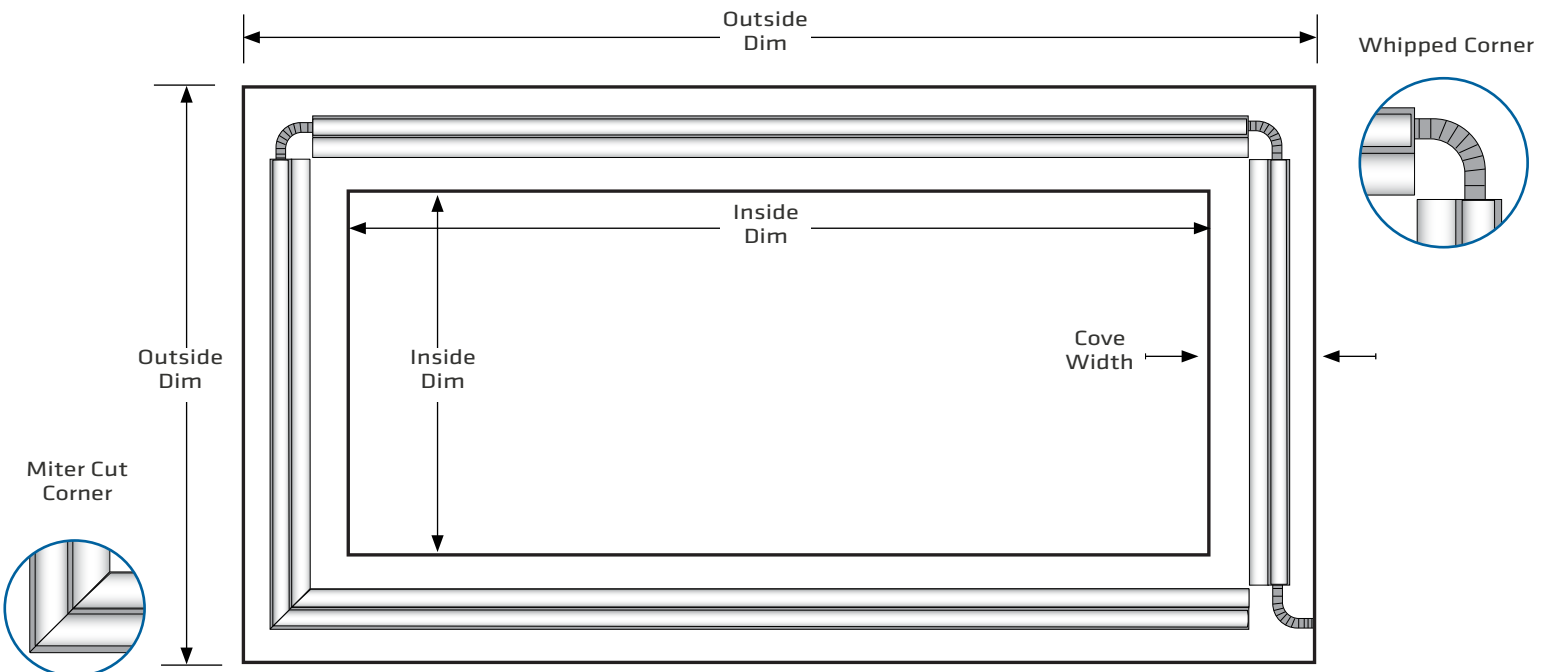 Outside
Dim
Whipped Corner
Inside
Dim
Outside
Dim
Inside
Dim
Cove
Width
Miter Cut
Corner